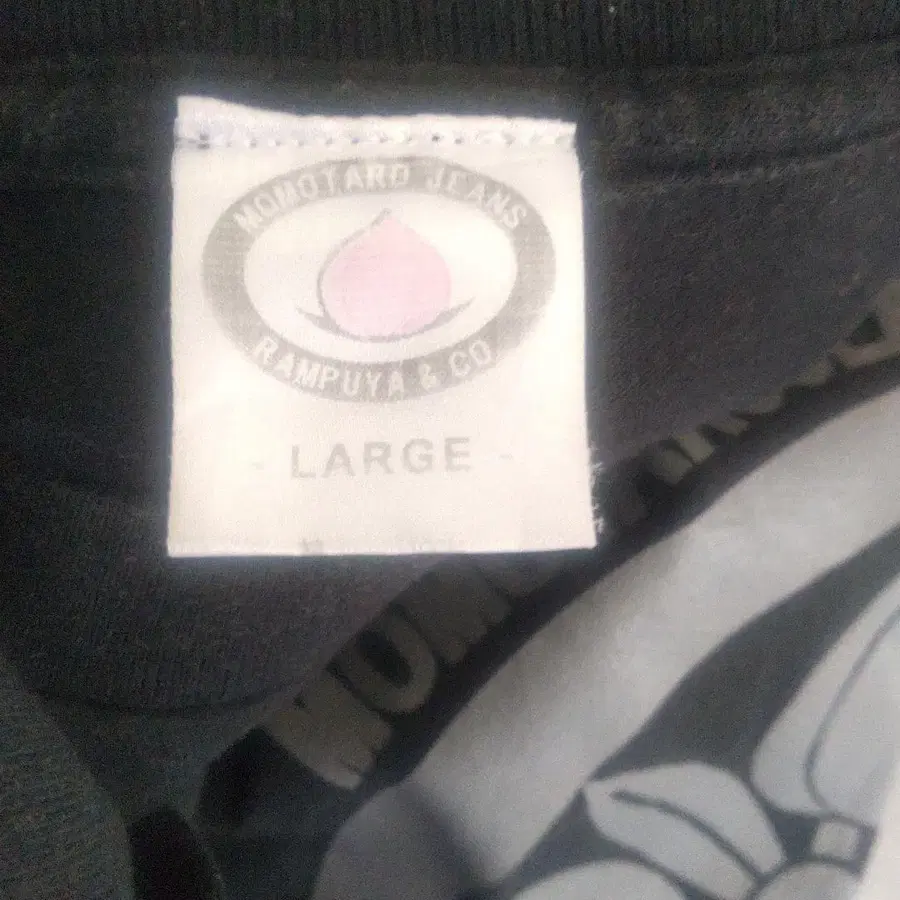 MOMOTARO JEANS
RAMPUYA & CO
- LARGE -